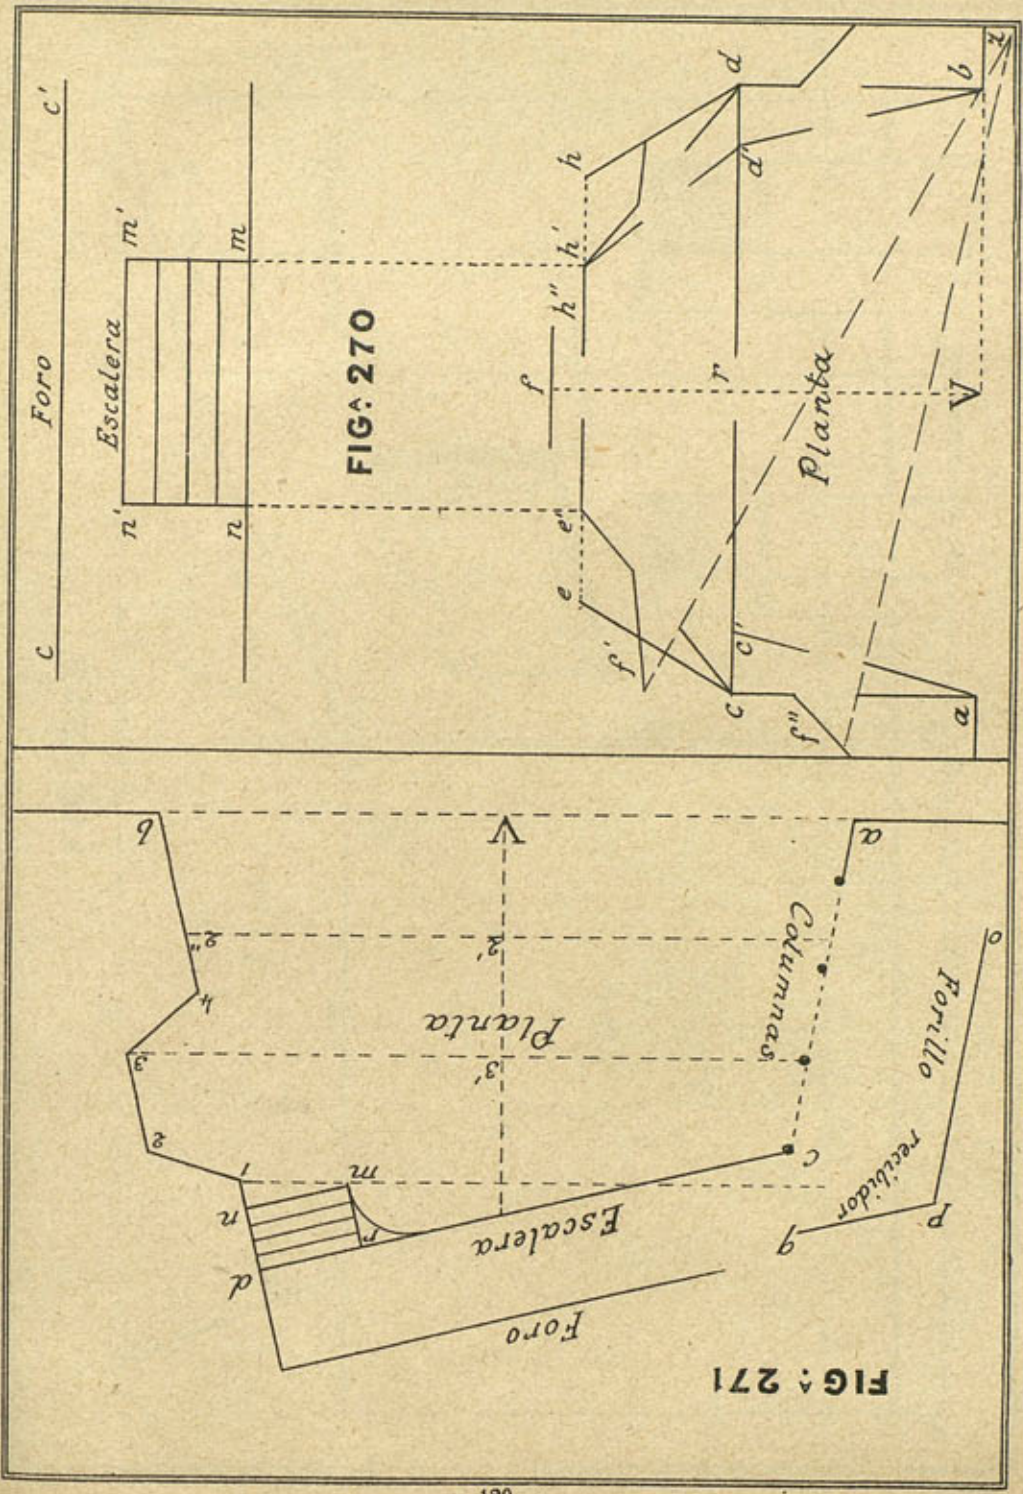 C
Foro
C'
Escalera
n'
m'
n
m
FIGᴬ: 270
f
e
e"
h"
h'
h
f'
r
c
c"
d'
d
f"
Planta
a
V
b
z
FIGᴬ: 271
Foro
Escalera
d
n
r
m
1
2
3
4
3'
2'
2"
Planta
Columnas
c
q
recibidor
p
Forillo
o
b
V
a